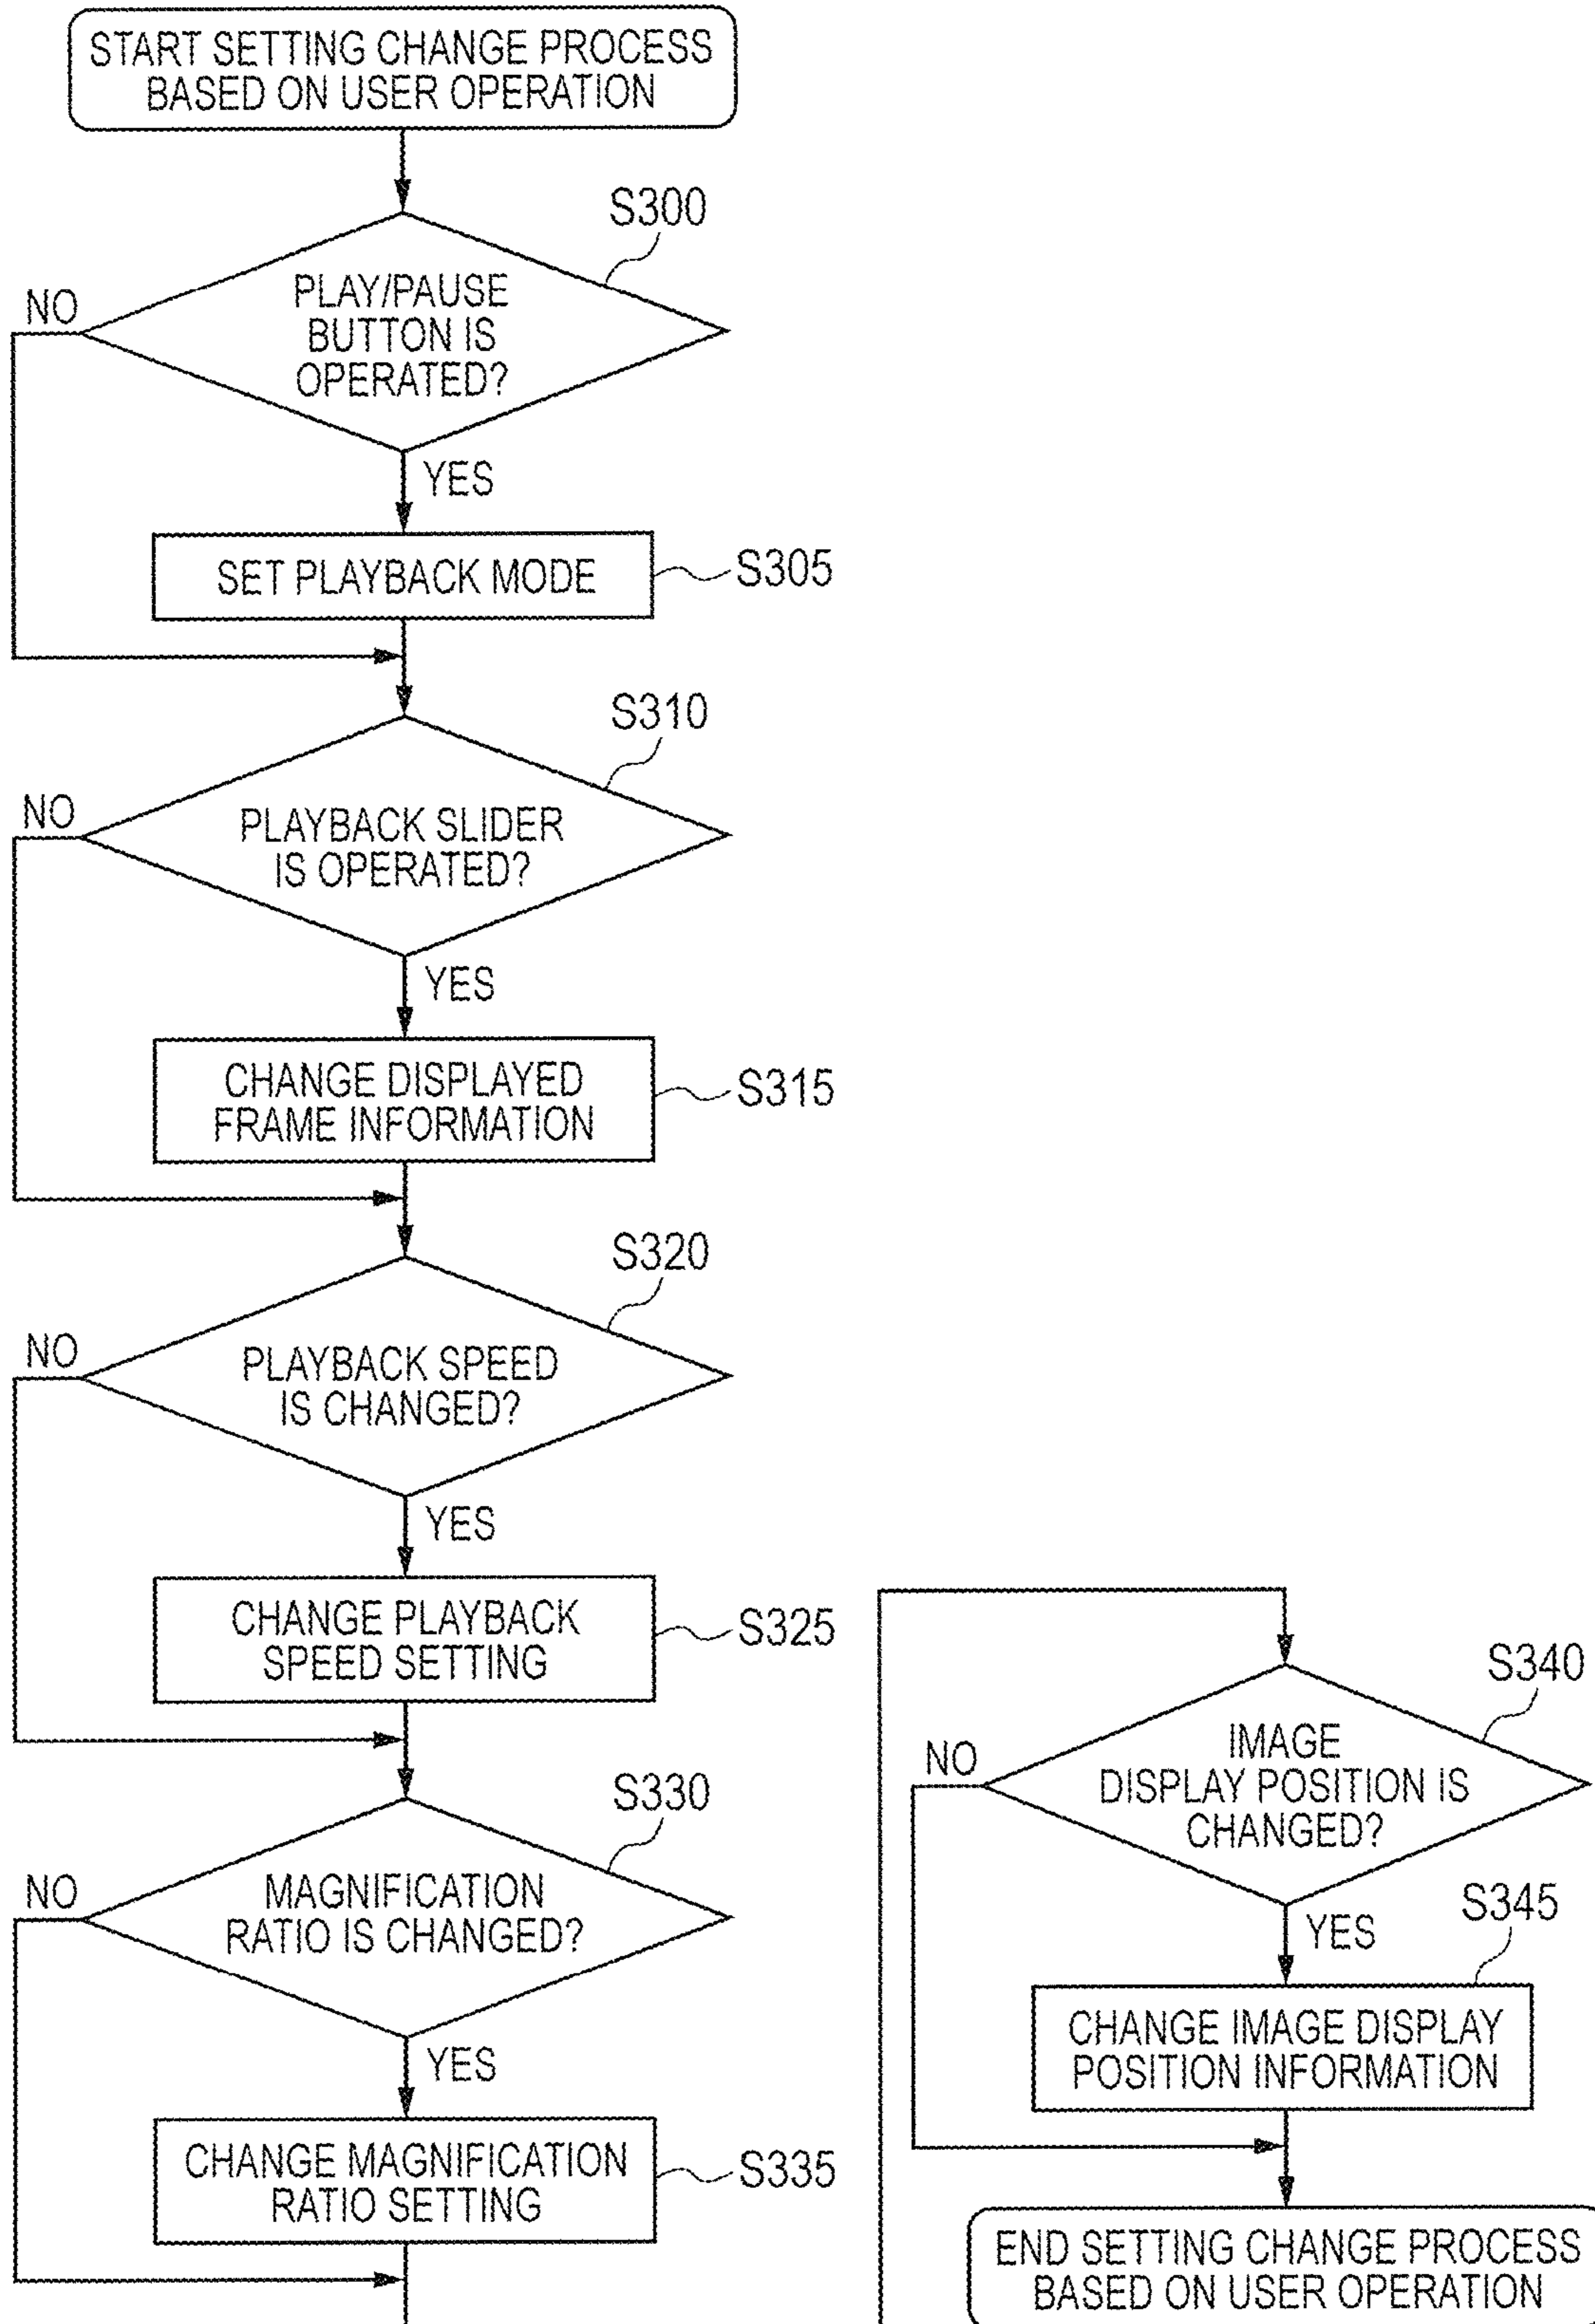 START SETTING CHANGE PROCESS
BASED ON USER OPERATION
S300
PLAY/PAUSE
BUTTON IS
OPERATED?
NO
YES
SET PLAYBACK MODE
S305
S310
PLAYBACK SLIDER
IS OPERATED?
NO
YES
CHANGE DISPLAYED
FRAME INFORMATION
S315
S320
PLAYBACK SPEED
IS CHANGED?
NO
YES
CHANGE PLAYBACK
SPEED SETTING
S325
S330
MAGNIFICATION
RATIO IS CHANGED?
NO
YES
CHANGE MAGNIFICATION
RATIO SETTING
S335
S340
IMAGE
DISPLAY POSITION IS
CHANGED?
NO
YES
S345
CHANGE IMAGE DISPLAY
POSITION INFORMATION
END SETTING CHANGE PROCESS
BASED ON USER OPERATION